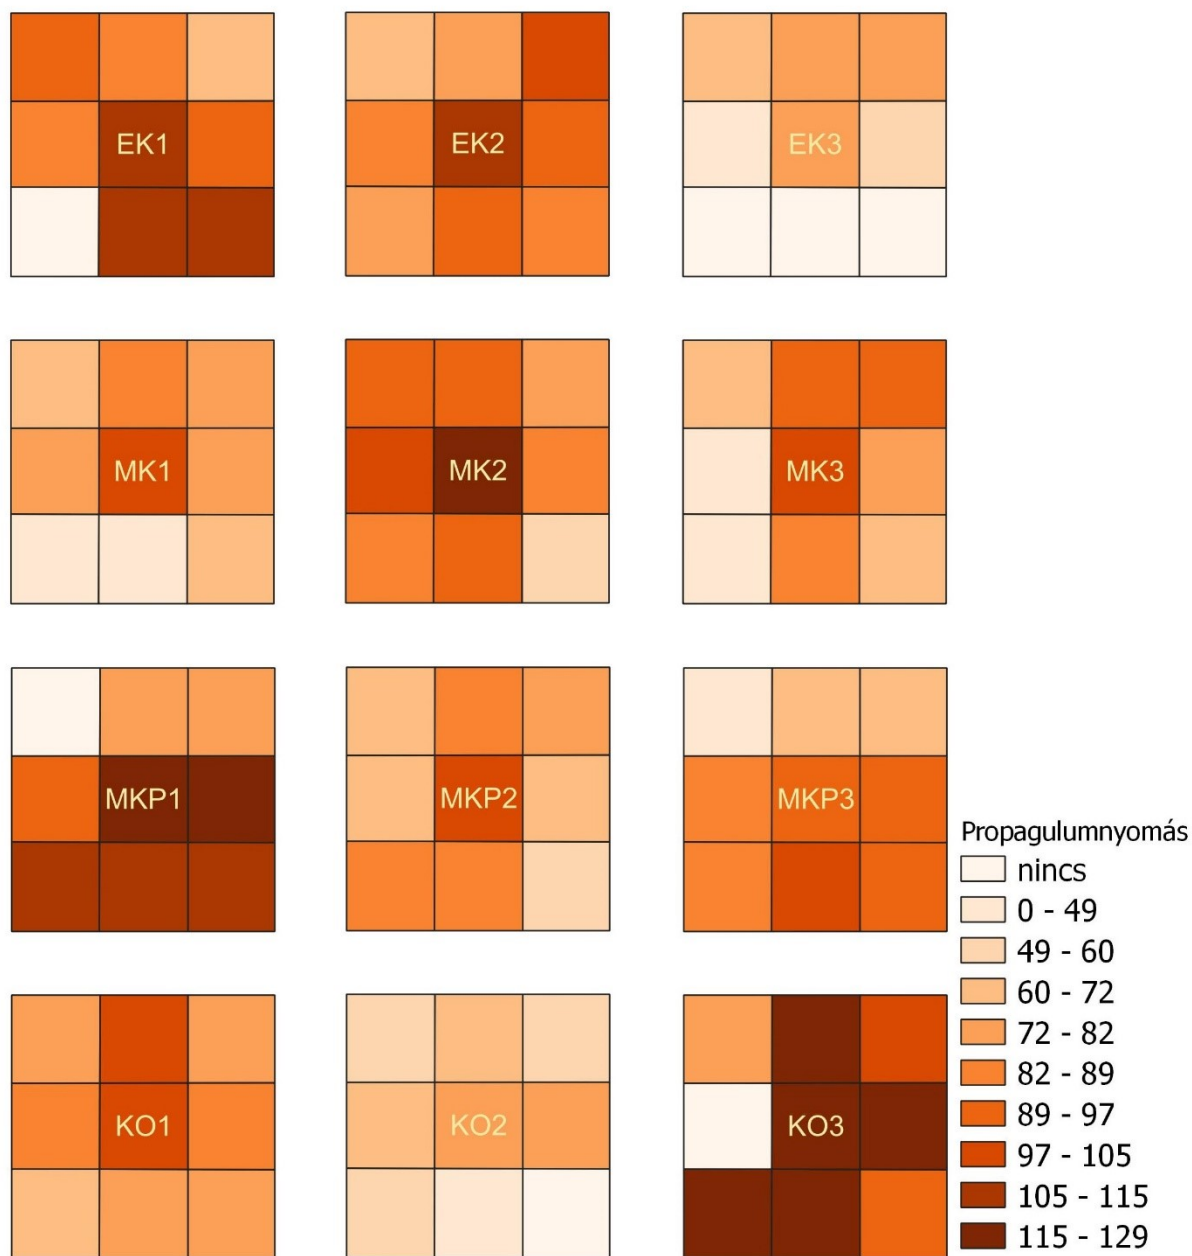 EK1
EK2
EK3
MK1
MK2
MK3
MKP1
MKP2
MKP3
KO1
KO2
KO3
Propagulumnyomás
nincs
0 - 49
49 - 60
60 - 72
72 - 82
82 - 89
89 - 97
97 - 105
105 - 115
115 - 129